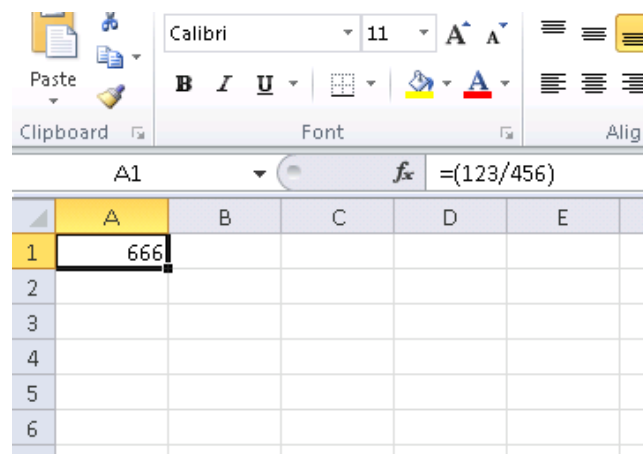 Calibri 11 A A
Paste B I U A
Clipboard Font Alig
A1 fx =(123/456)
A B C D E
1 666
2
3
4
5
6